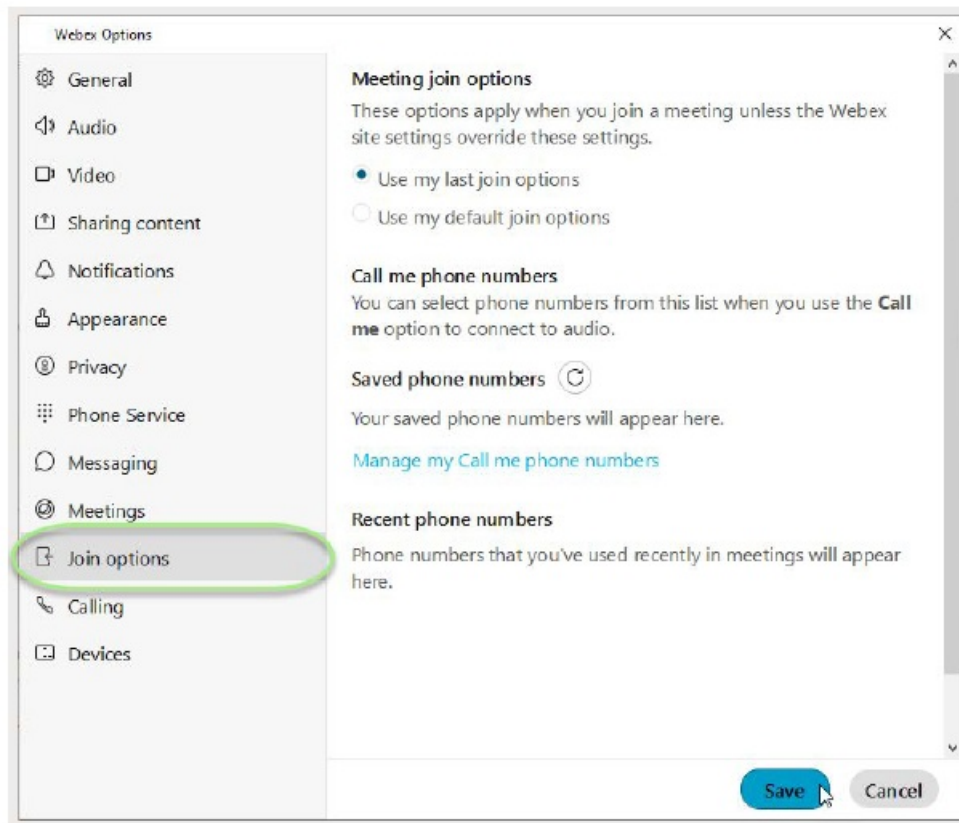 Webex Options
General
Audio
Video
Sharing content
Notifications
Appearance
Privacy
Phone Service
Messaging
Meetings
Join options
Calling
Devices
Meeting join options
These options apply when you join a meeting unless the Webex
site settings override these settings.
Use my last join options
Use my default join options
Call me phone numbers
You can select phone numbers from this list when you use the Call
me option to connect to audio.
Saved phone numbers
Your saved phone numbers will appear here.
Manage my Call me phone numbers
Recent phone numbers
Phone numbers that you've used recently in meetings will appear
here.
Save
Cancel